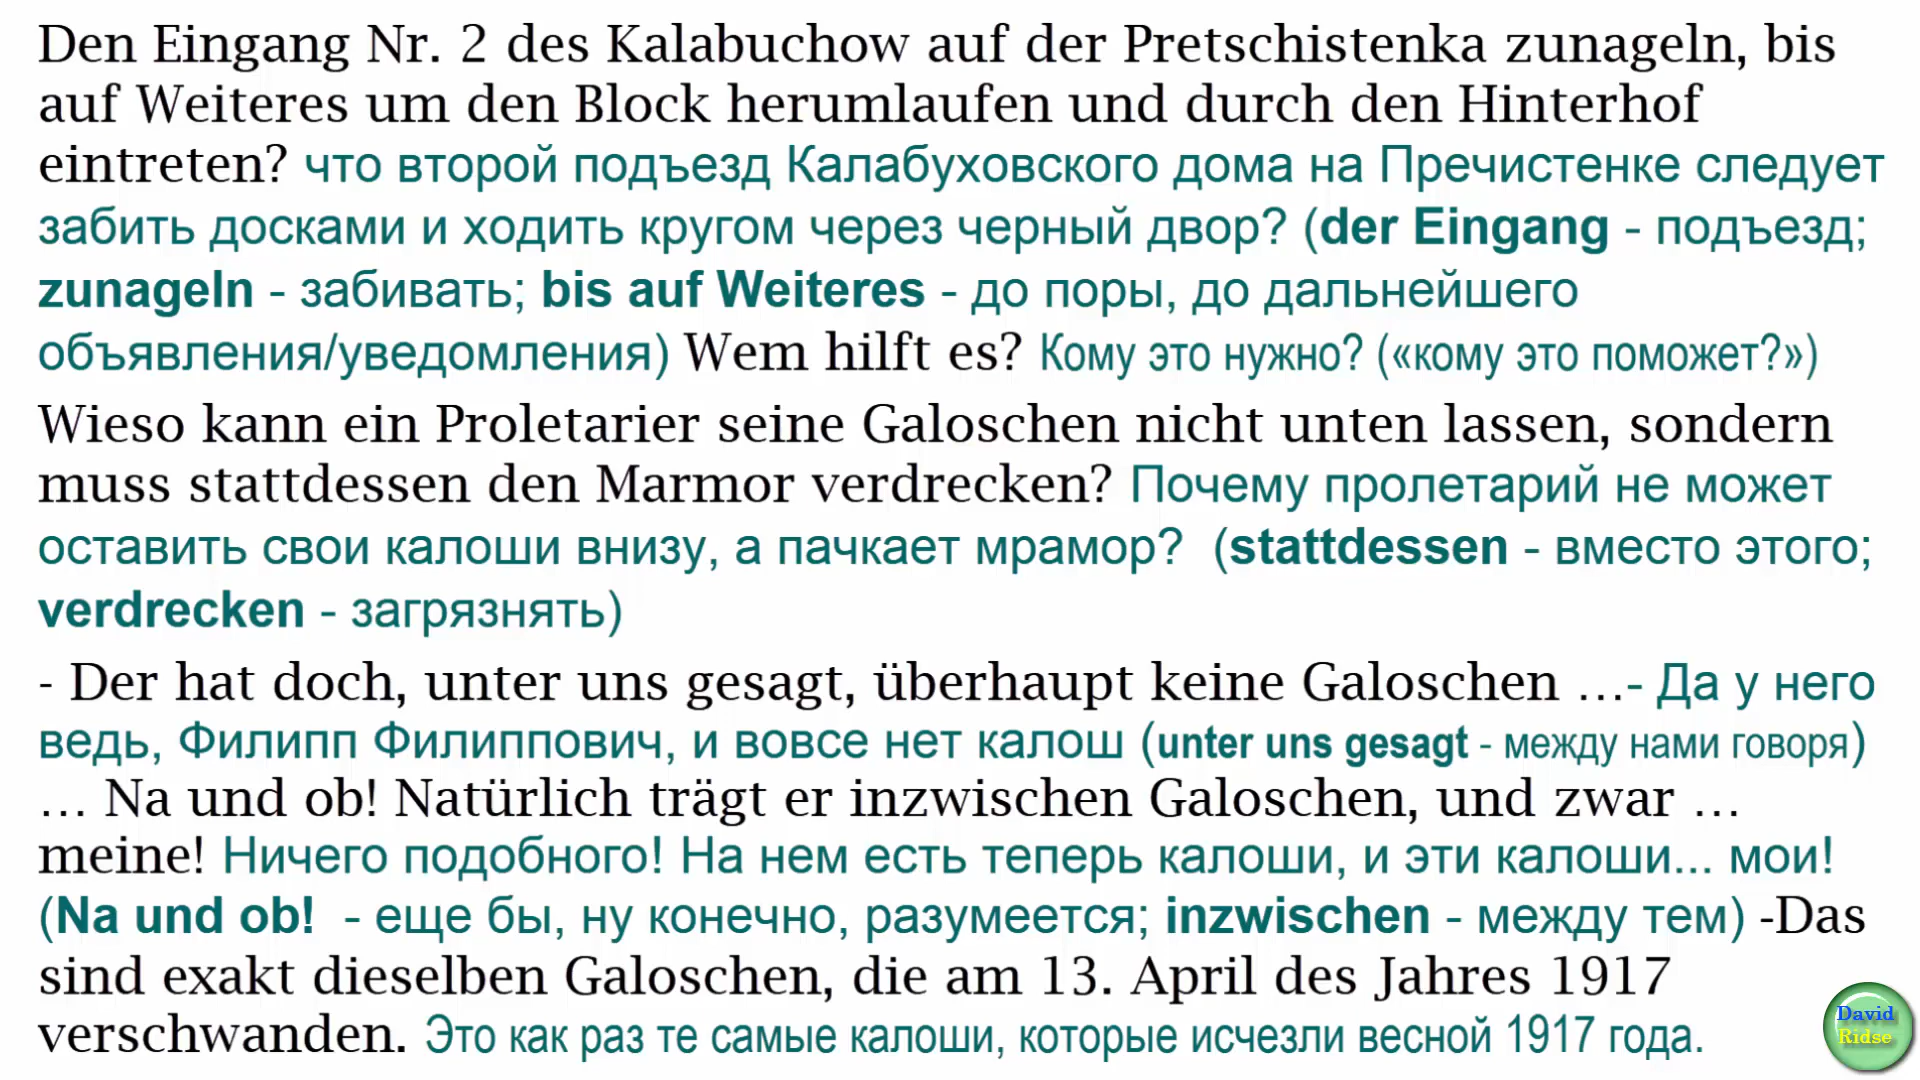 Den Eingang Nr. 2 des Kalabuchow auf der Pretschistenka zunageln, bis
auf Weiteres um den Block herumlaufen und durch den Hinterhof
eintreten? что второй подъезд Калабуховского дома на Пречистенке следует
забить досками и ходить кругом через черный двор? (der Eingang - подъезд;
zunageln - забивать; bis auf Weiteres - до поры, до дальнейшего
объявления/уведомления) Wem hilft es? Кому это нужно? («кому это поможет?»)
Wieso kann ein Proletarier seine Galoschen nicht unten lassen, sondern
muss stattdessen den Marmor verdrecken? Почему пролетарий не может
оставить свои калоши внизу, а пачкает мрамор?  (stattdessen - вместо этого;
verdrecken - загрязнять)
- Der hat doch, unter uns gesagt, überhaupt keine Galoschen …- Да у него
ведь, Филипп Филиппович, и вовсе нет калош (unter uns gesagt - между нами говоря)
… Na und ob! Natürlich trägt er inzwischen Galoschen, und zwar …
meine! Ничего подобного! На нем есть теперь калоши, и эти калоши... мои!
(Na und ob!  - еще бы, ну конечно, разумеется; inzwischen - между тем) -Das
sind exakt dieselben Galoschen, die am 13. April des Jahres 1917
verschwanden. Это как раз те самые калоши, которые исчезли весной 1917 года.
David
Ridse